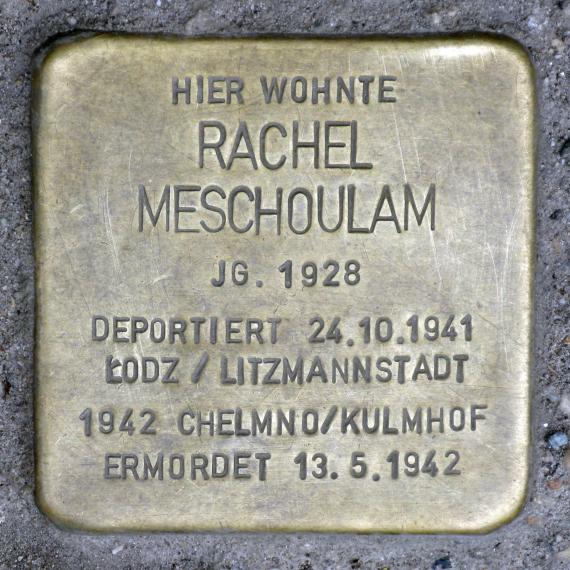 HIER WOHNTE
RACHEL
MESCHOULAM
JG. 1928
DEPORTIERT 24.10.1941
ŁODZ / LITZMANNSTADT
1942 CHELMNO/KULMHOF
ERMORDET 13.5.1942